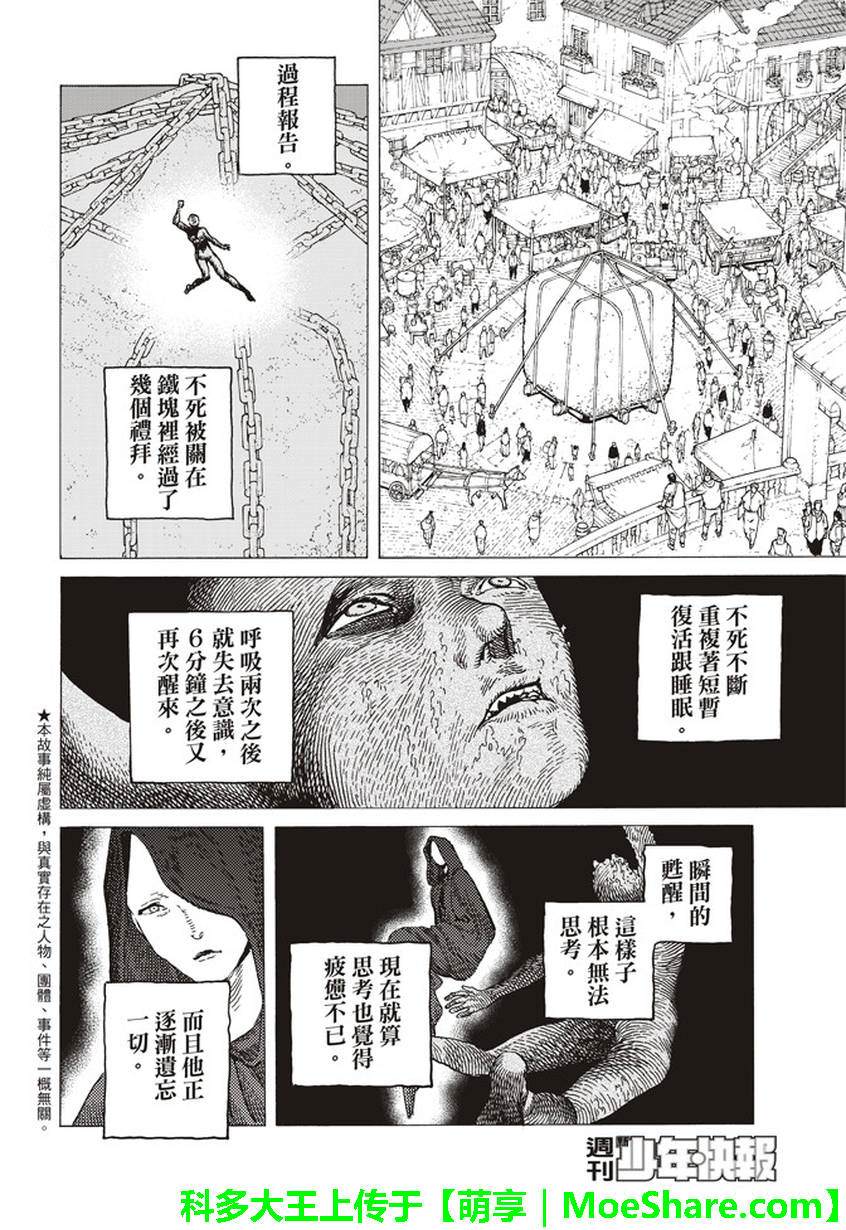 過程報告。
不死被關在
鐵塊裡經過了
幾個禮拜。
不死不斷
重複著短暫
復活跟睡眠。
呼吸兩次之後
就失去意識，
6分鐘之後又
再次醒來。
瞬間的
甦醒，
這樣子
根本無法
思考。
現在就算
思考也覺得
疲憊不已。
而且他正
逐漸遺忘
一切。
★本故事純屬虛構，與真實存在之人物、團體、事件等一概無關。
週刊新少年快報
科多大王上传于【萌享｜MoeShare.com】